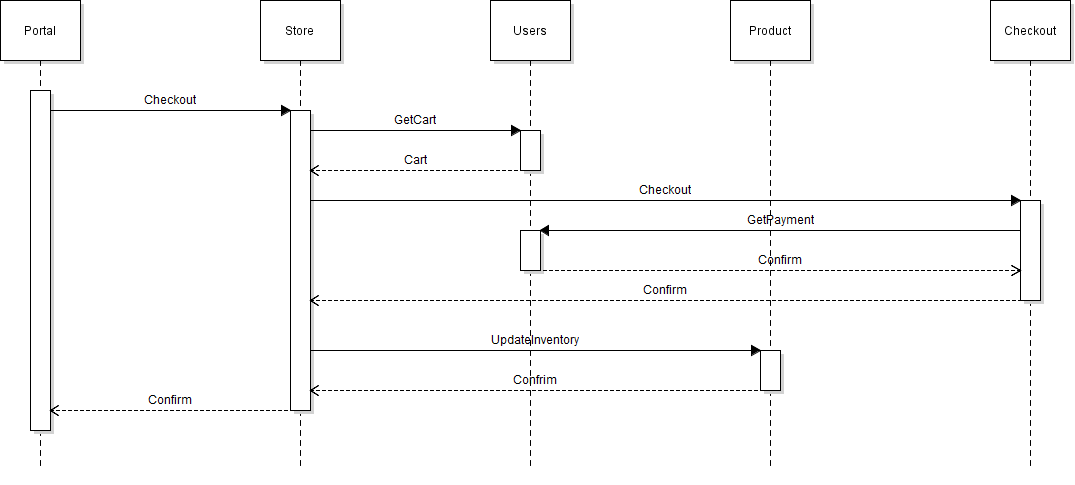 Portal
Store
Users
Product
Checkout
Checkout
GetCart
Cart
Checkout
GetPayment
Confirm
Confirm
UpdateInventory
Confrim
Confirm